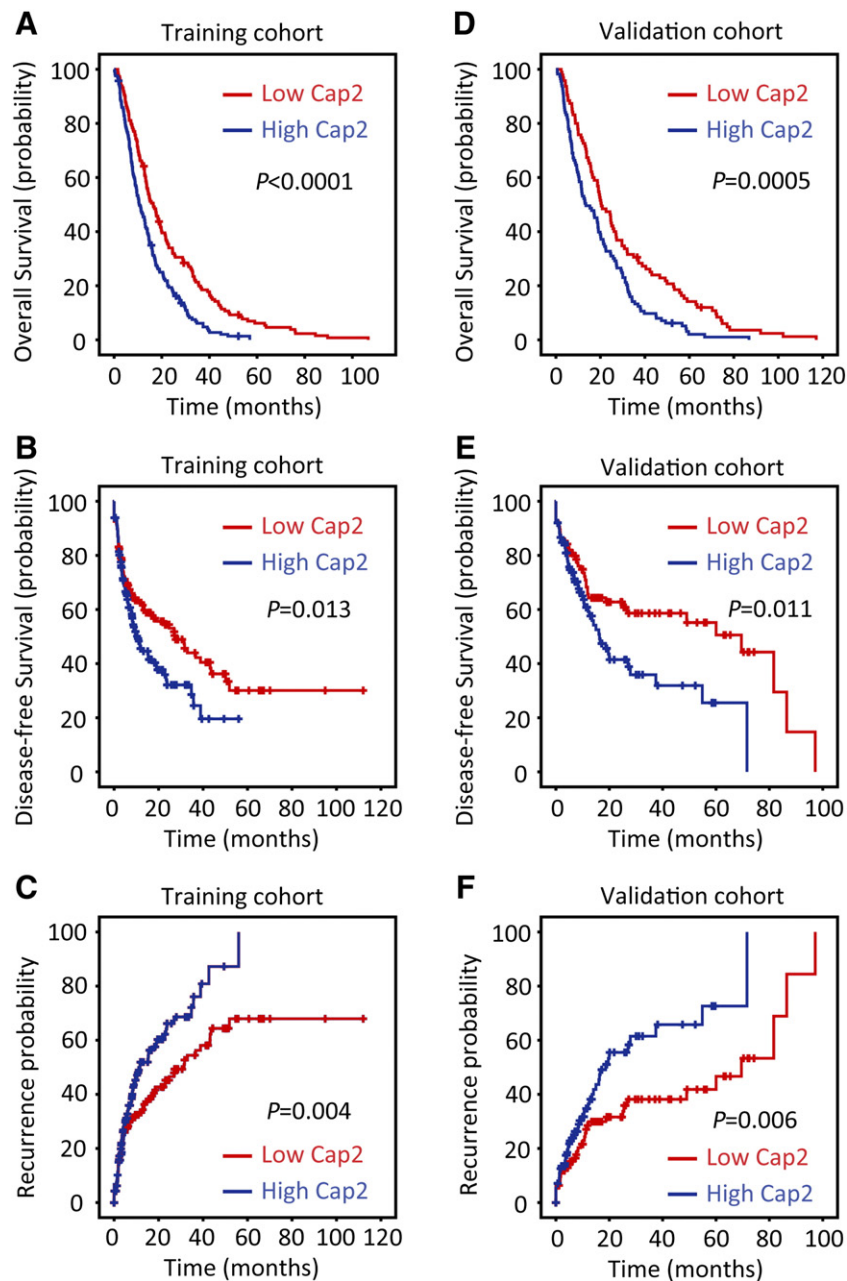 A
Training cohort
Overall Survival (probability)
100
80
60
40
20
0
Low Cap2
High Cap2
P<0.0001
0 20 40 60 80 100
Time (months)
B
Training cohort
Disease-free Survival (probability)
100
80
60
40
20
0
Low Cap2
High Cap2
P=0.013
0 20 40 60 80 100 120
Time (months)
C
Training cohort
Recurrence probability
100
80
60
40
20
0
P=0.004
Low Cap2
High Cap2
0 20 40 60 80 100 120
Time (months)
D
Validation cohort
Overall Survival (probability)
100
80
60
40
20
0
Low Cap2
High Cap2
P=0.0005
0 20 40 60 80 100 120
Time (months)
E
Validation cohort
Disease-free Survival (probability)
100
80
60
40
20
0
Low Cap2
High Cap2
P=0.011
0 20 40 60 80 100
Time (months)
F
Validation cohort
Recurrence probability
100
80
60
40
20
0
P=0.006
Low Cap2
High Cap2
0 20 40 60 80 100
Time (months)